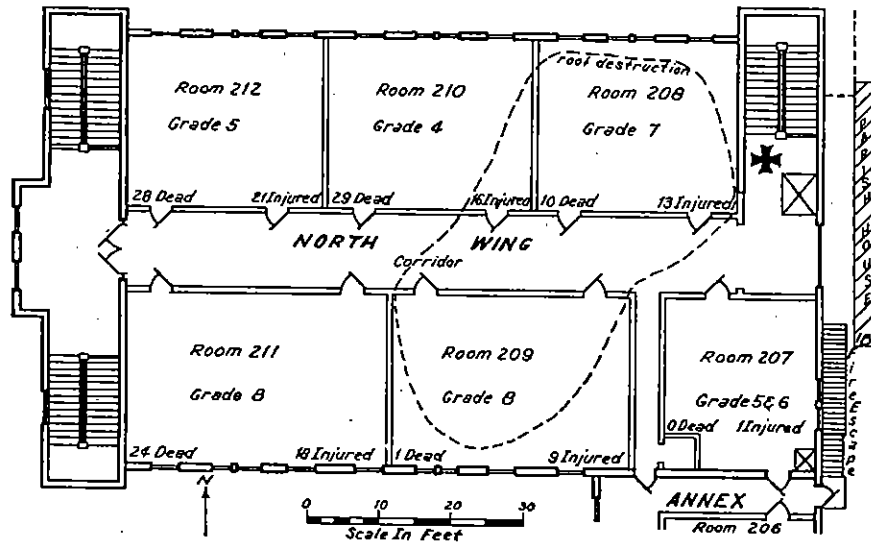 roof destruction
Room 212
Room 210
Room 208
Grade 5
Grade 4
Grade 7
28 Dead
21 Injured
29 Dead
16 Injured
10 Dead
13 Injured
NORTH WING
Corridor
PARISH HOUSE
Room 211
Room 209
Room 207
Grade 8
Grade 8
Grade 5 & 6
0 Dead
1 Injured
24 Dead
18 Injured
1 Dead
9 Injured
Fire Escape
N
ANNEX
Room 206
0 10 20 30
Scale In Feet